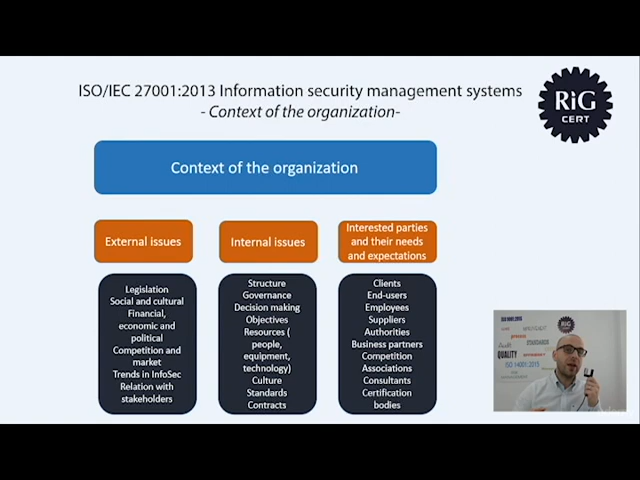 ISO/IEC 27001:2013 Information security management systems
- Context of the organization-
RiG
CERT
Context of the organization
External issues
Internal issues
Interested parties
and their needs
and expectations
Legislation
Social and cultural
Financial,
economic and
political
Competition and
market
Trends in InfoSec
Relation with
stakeholders
Structure
Governance
Decision making
Objectives
Resources (
people,
equipment,
technology)
Culture
Standards
Contracts
Clients
End-users
Employees
Suppliers
Authorities
Business partners
Competition
Associations
Consultants
Certification
bodies
RiG
QUALITY
ISO 14001:2015